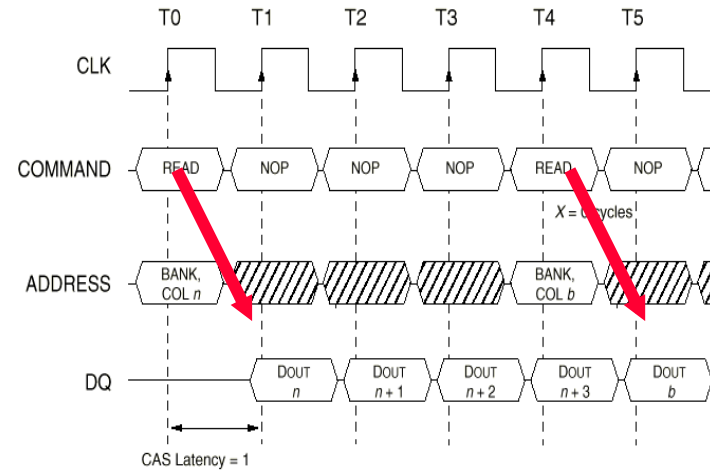 T0 T1 T2 T3 T4 T5
CLK
COMMAND READ NOP NOP NOP READ NOP
X = 0 cycles
ADDRESS BANK, COL n BANK, COL b
DQ DOUT n DOUT n + 1 DOUT n + 2 DOUT n + 3 DOUT b
CAS Latency = 1